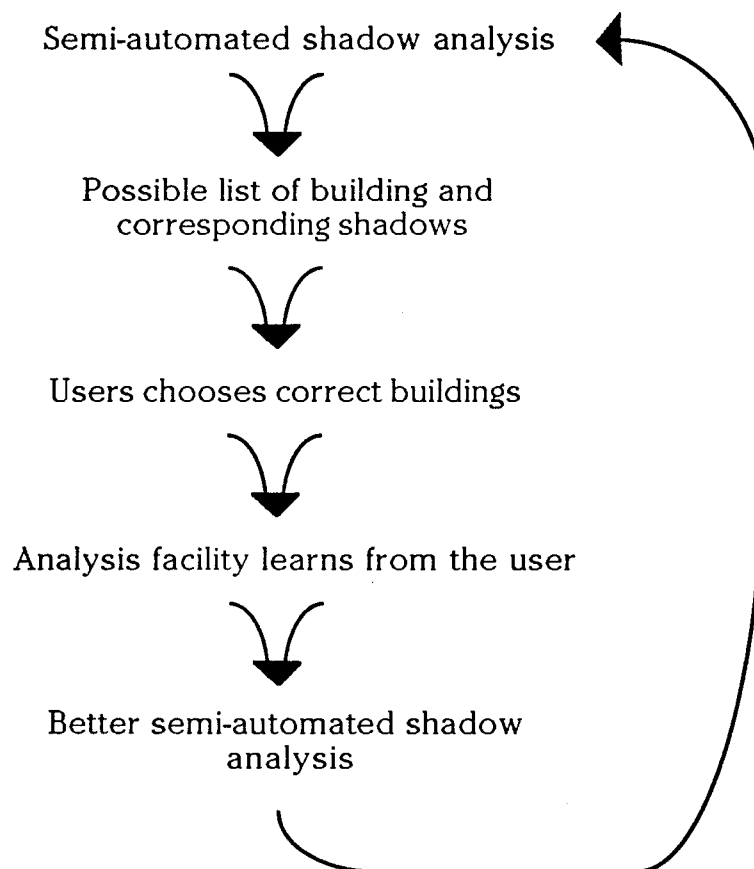 Semi-automated shadow analysis
Possible list of building and
corresponding shadows
Users chooses correct buildings
Analysis facility learns from the user
Better semi-automated shadow
analysis